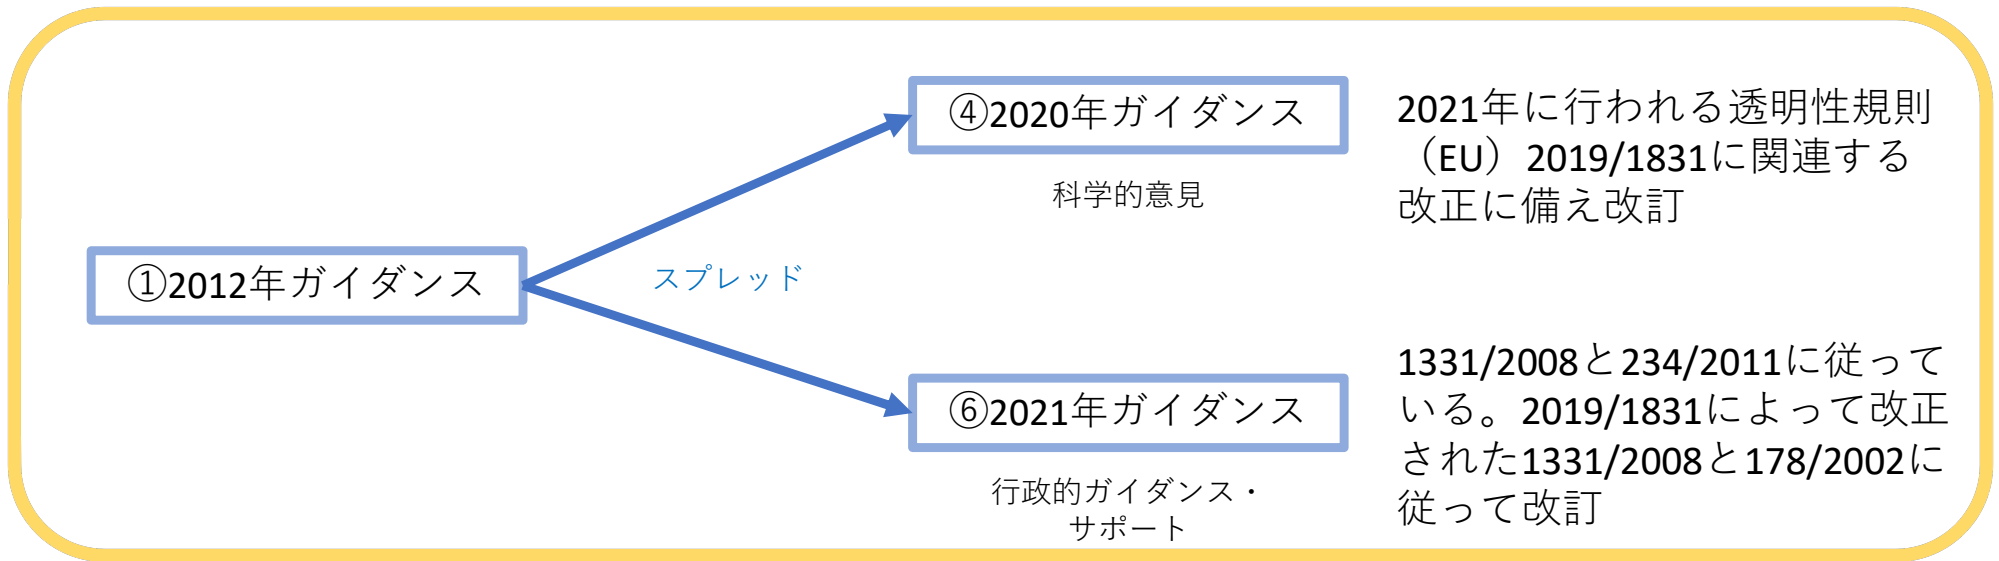 ④2020年ガイダンス
科学的意見
2021年に行われる透明性規則
（EU）2019/1831に関連する
改正に備え改訂
①2012年ガイダンス
スプレッド
⑥2021年ガイダンス
行政的ガイダンス・
サポート
1331/2008と234/2011に従って
いる。2019/1831によって改正
された1331/2008と178/2002に
従って改訂